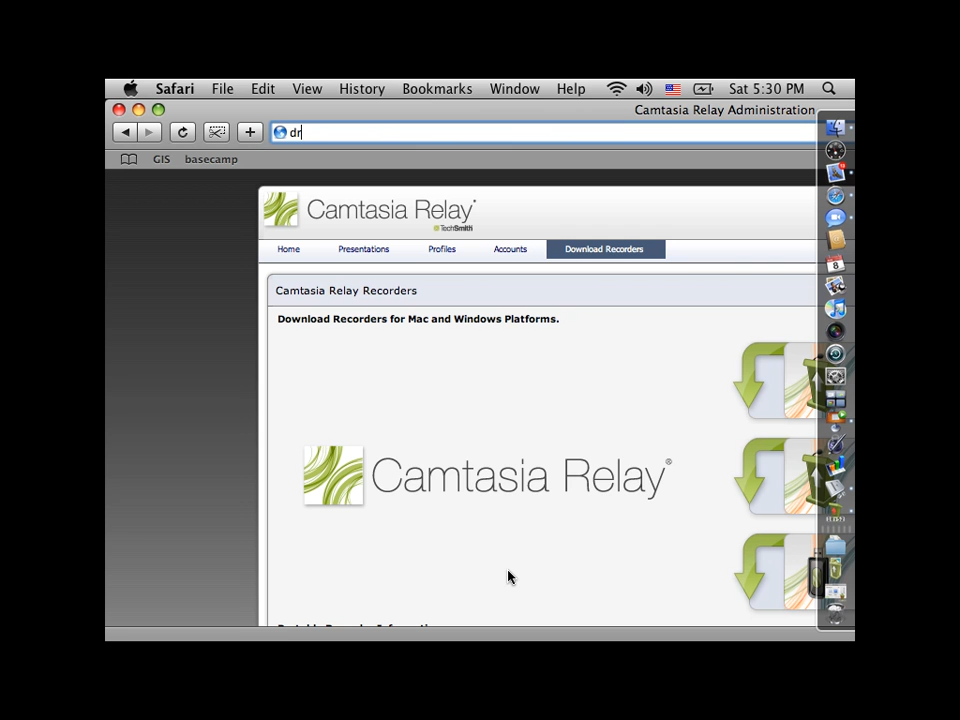 Safari File Edit View History Bookmarks Window Help Sat 5:30 PM
Camtasia Relay Administration
dr
GIS basecamp
Camtasia Relay
TechSmith
Home Presentations Profiles Accounts Download Recorders
Camtasia Relay Recorders
Download Recorders for Mac and Windows Platforms.
8
Camtasia Relay®